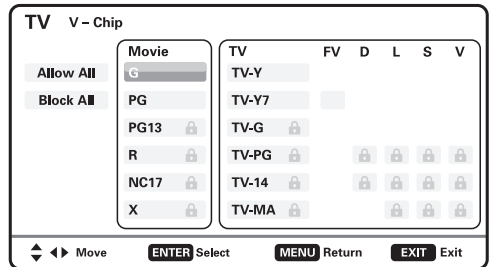 TV V – Chip
Movie TV FV D L S V
Allow All G TV-Y
Block All PG TV-Y7
PG13 TV-G
R TV-PG
NC17 TV-14
X TV-MA
Move ENTER Select MENU Return EXIT Exit